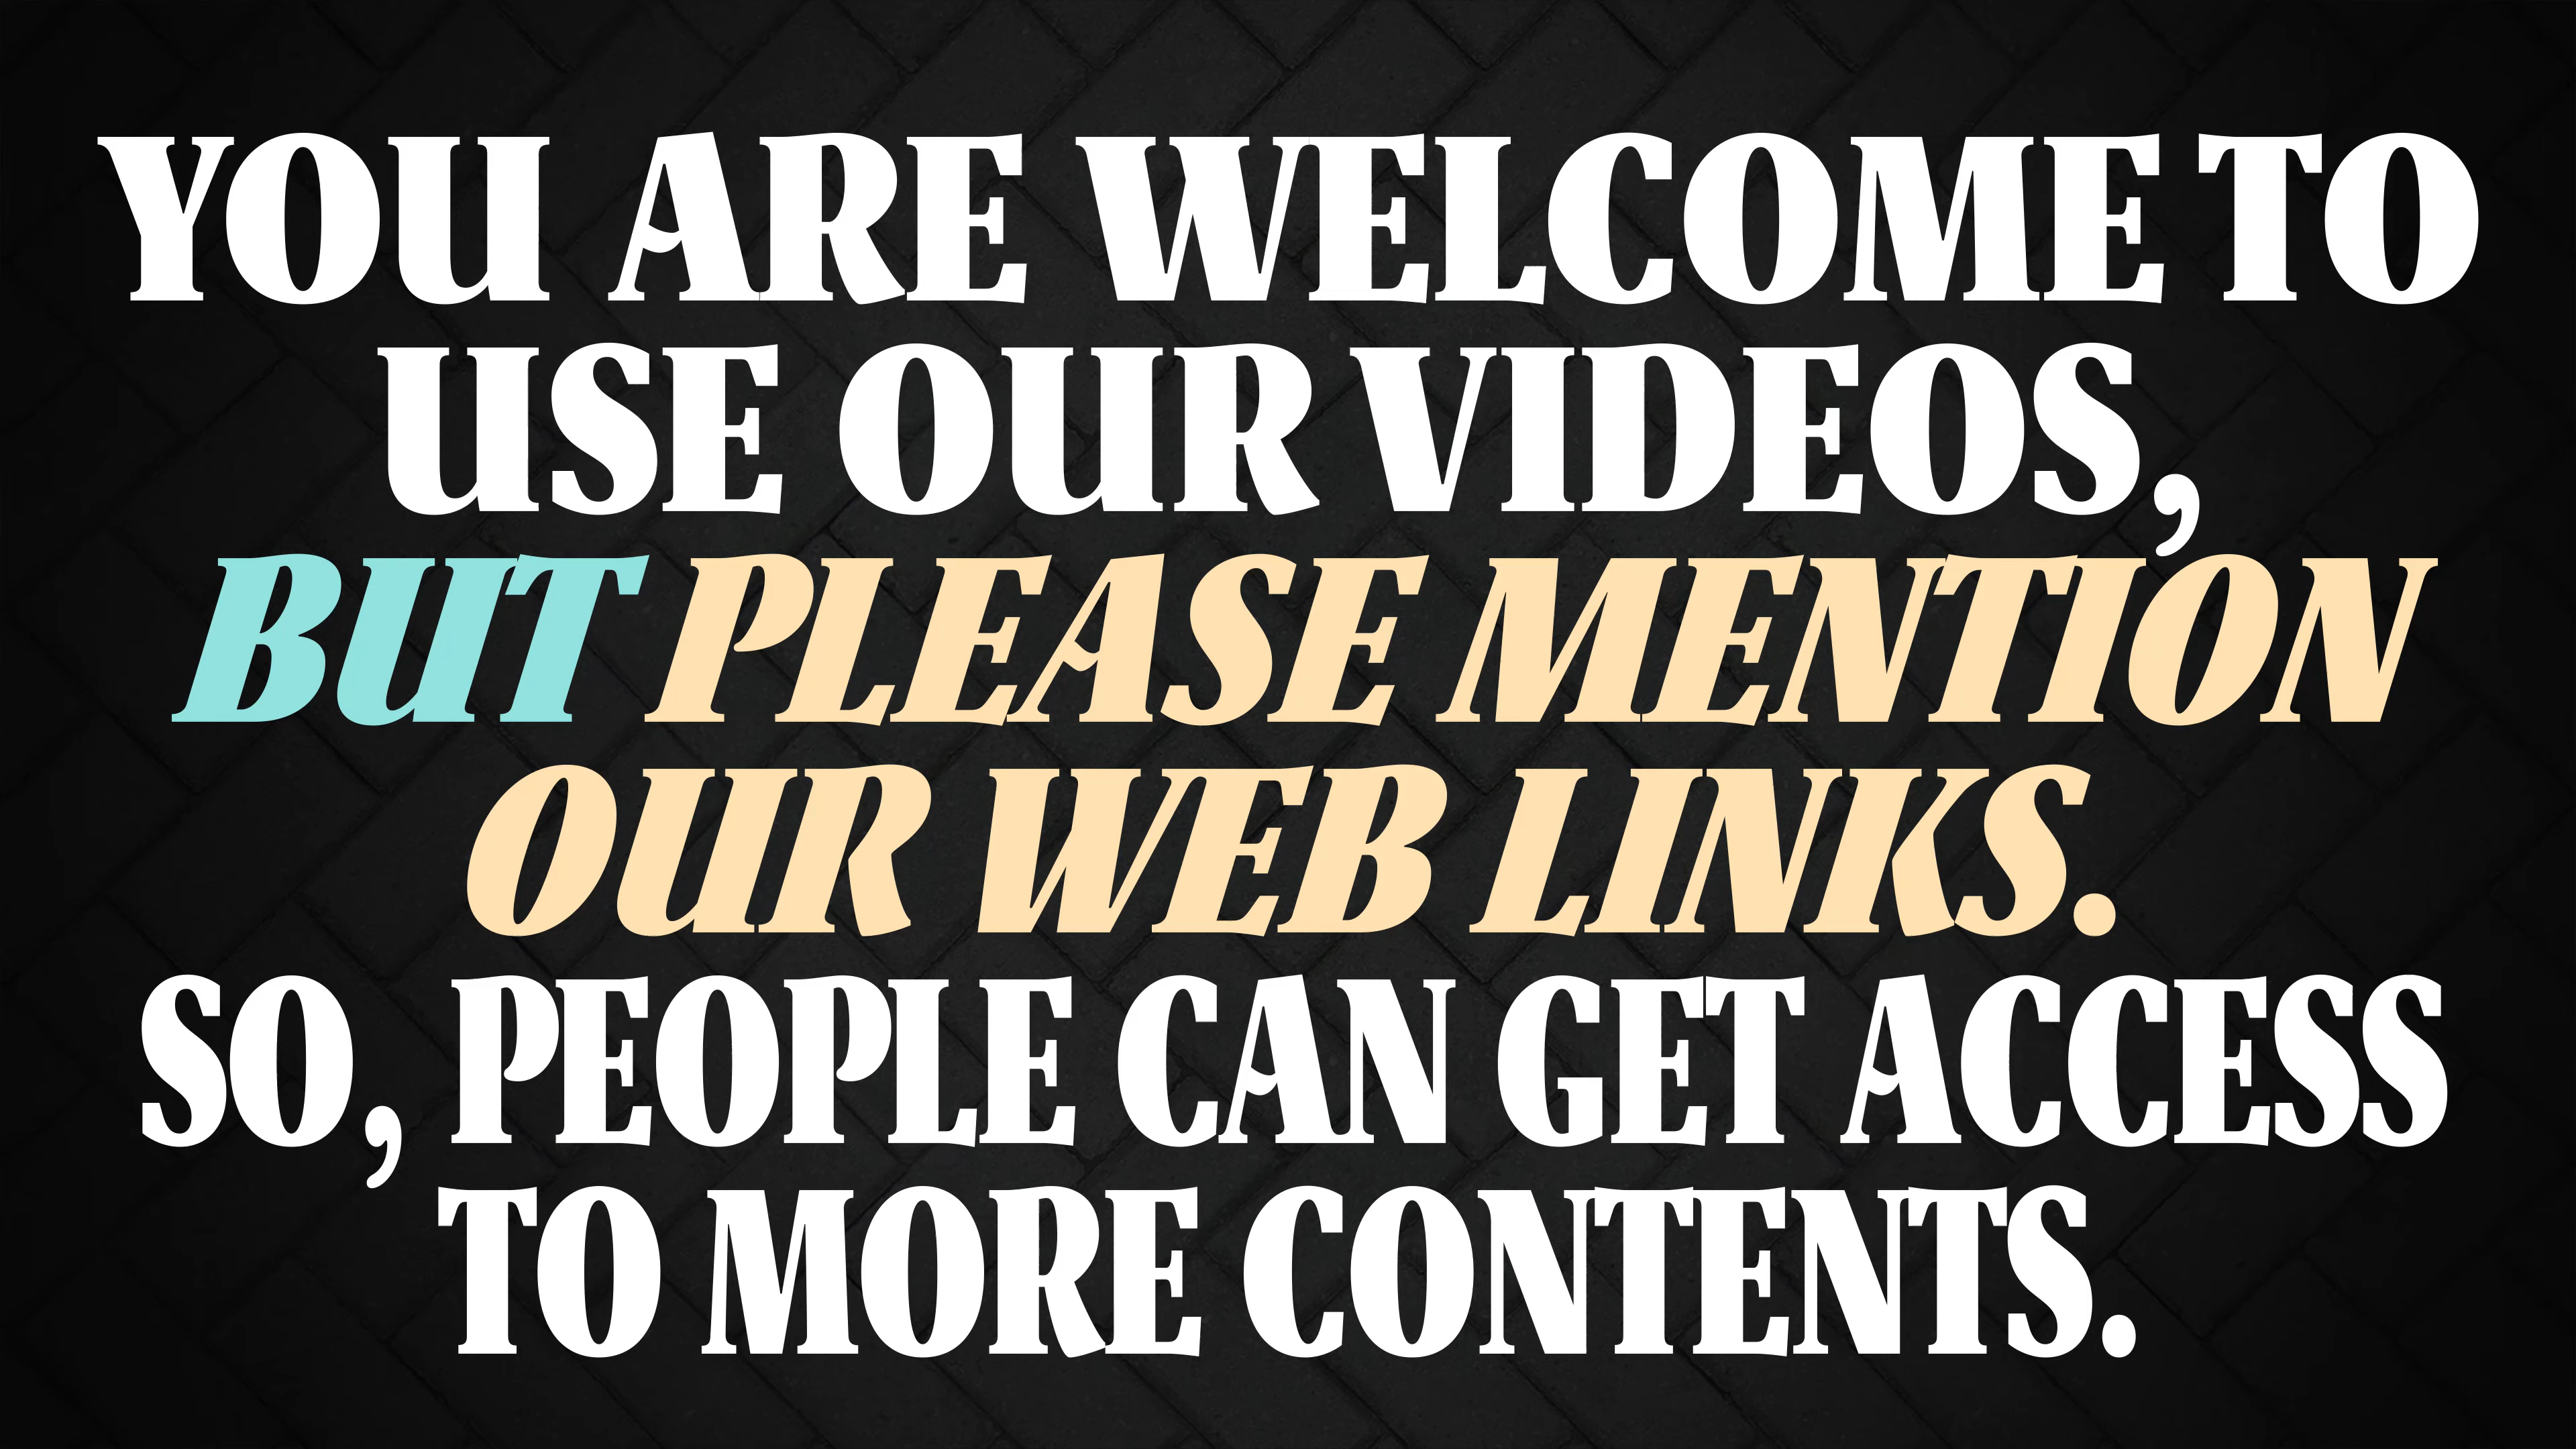 YOU ARE WELCOME TO
USE OUR VIDEOS,
BUT PLEASE MENTION
OUR WEB LINKS.
SO, PEOPLE CAN GET ACCESS
TO MORE CONTENTS.